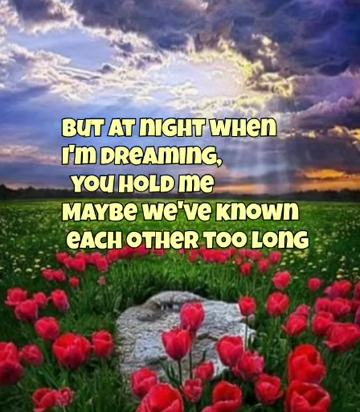 But at night when
I'm dreaming,
You hold me
Maybe we've known
each other too long